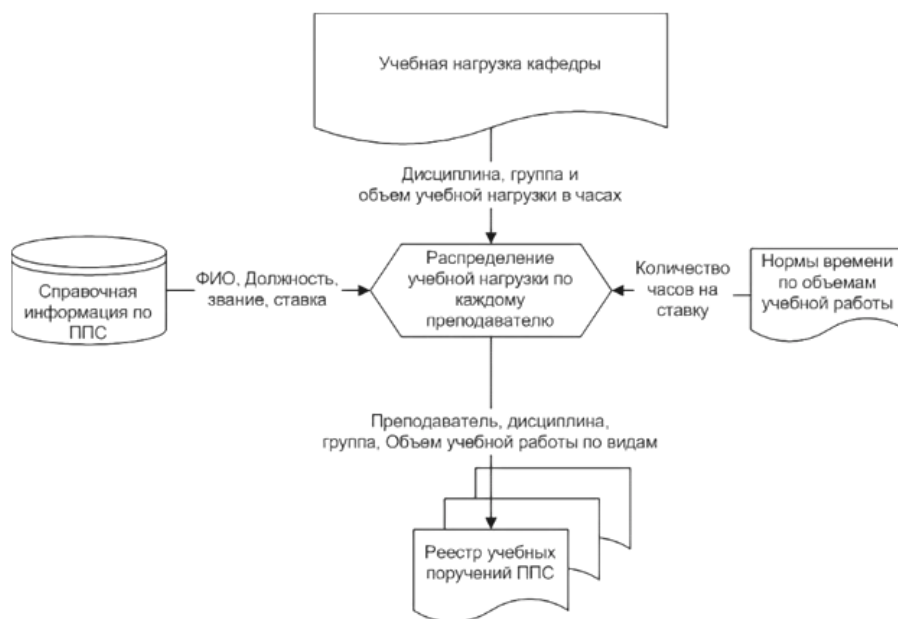 Учебная нагрузка кафедры
Дисциплина, группа и
объем учебной нагрузки в часах
Справочная
информация по
ППС
ФИО, Должность,
звание, ставка
Распределение
учебной нагрузки по
каждому
преподавателю
Количество
часов на
ставку
Нормы времени
по объемам
учебной работы
Преподаватель, дисциплина,
группа, Объем учебной работы по видам
Реестр учебных
поручений ППС